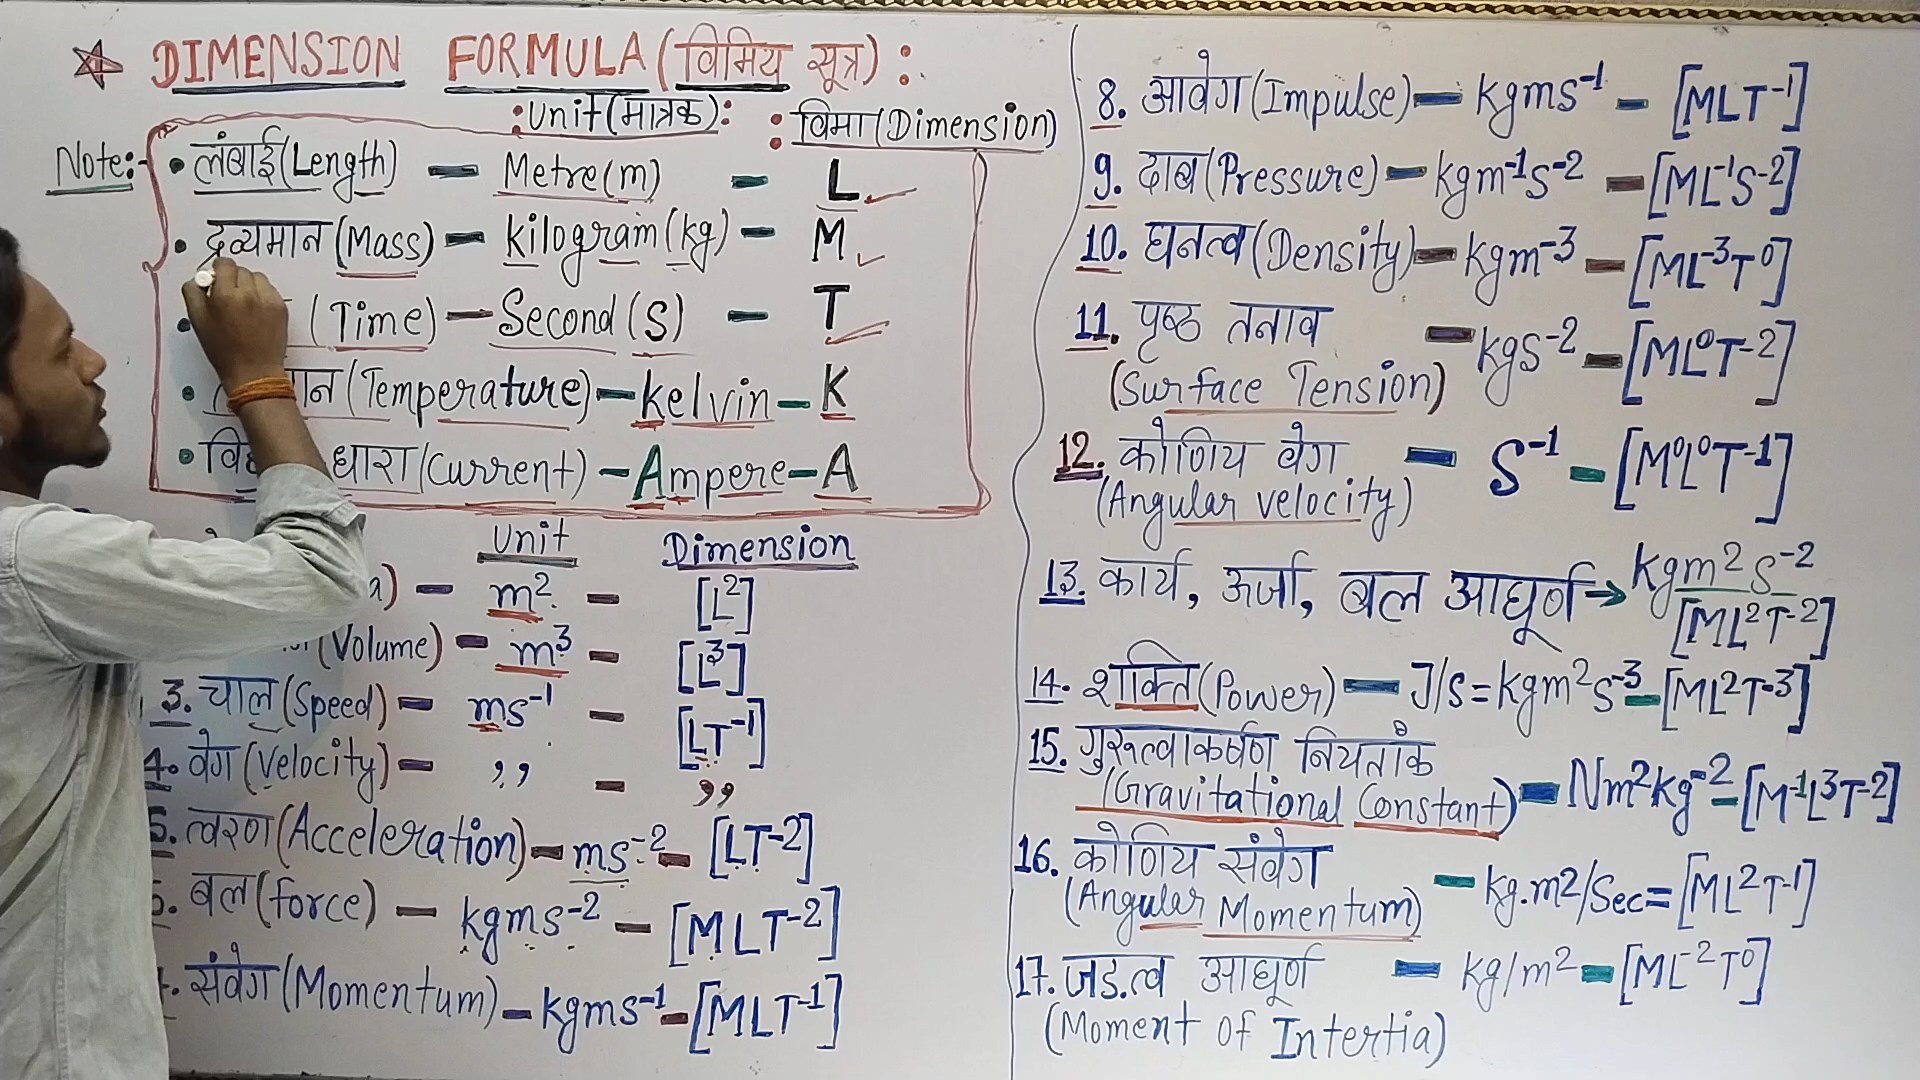 DIMENSION FORMULA (विमिय सूत्र) :
: Unit (मात्रक) : : विमा (Dimension)
Note:-
• लंबाई (Length) — Metre (m) — L
• द्रव्यमान (Mass) — Kilogram (kg) — M
• (Time) — Second (S) — T
• (Temperature) — Kelvin — K
• धारा (Current) — Ampere — A
Unit Dimension
— m² — [L²]
(Volume) — m³ — [L³]
3. चाल (Speed) — ms⁻¹ — [LT⁻¹]
4. वेग (Velocity) — ,, — ,,
5. त्वरण (Acceleration) — ms⁻² — [LT⁻²]
6. बल (force) — kgms⁻² — [MLT⁻²]
संवेग (Momentum) — kgms⁻¹ — [MLT⁻¹]
8. आवेग (Impulse) — kgms⁻¹ — [MLT⁻¹]
9. दाब (Pressure) — kgm⁻¹S⁻² — [ML⁻¹S⁻²]
10. घनत्व (Density) — kgm⁻³ — [ML⁻³T⁰]
11. पृष्ठ तनाव — kgS⁻² — [ML⁰T⁻²]
(Surface Tension)
12. कोणिय वेग — S⁻¹ — [M⁰L⁰T⁻¹]
(Angular velocity)
13. कार्य, ऊर्जा, बल आघूर्ण → kgm²S⁻²
[ML²T⁻²]
14. शक्ति (Power) — J/S = kgm²S⁻³ — [ML²T⁻³]
15. गुरूत्वाकर्षण नियतांक
(Gravitational Constant) — Nm²kg⁻² — [M⁻¹L³T⁻²]
16. कोणिय संवेग — kg.m²/Sec = [ML²T⁻¹]
(Angular Momentum)
17. जड.त्व आघूर्ण — kg/m² — [ML⁻²T⁰]
(Moment of Intertia)